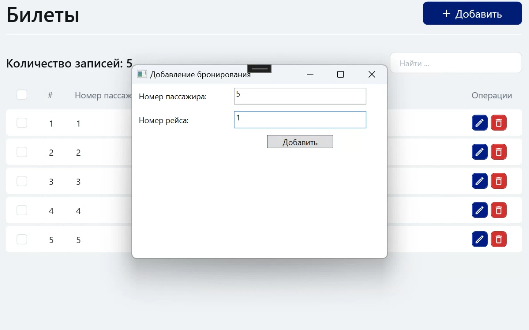 Билеты
+ Добавить
Количество записей: 5
Найти ...
Добавление бронирования
# Номер пассаж Операции
Номер пассажира: 5
Номер рейса: 1
Добавить
1 1
2 2
3 3
4 4
5 5